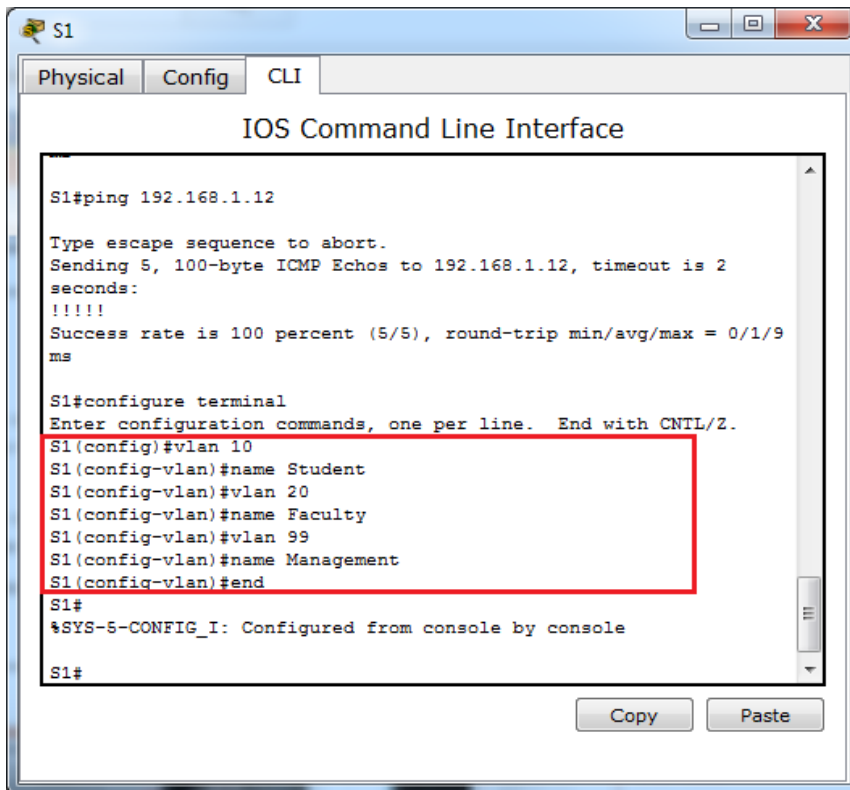 S1
Physical Config CLI
IOS Command Line Interface
S1#ping 192.168.1.12
Type escape sequence to abort.
Sending 5, 100-byte ICMP Echos to 192.168.1.12, timeout is 2
seconds:
!!!!!
Success rate is 100 percent (5/5), round-trip min/avg/max = 0/1/9
ms
S1#configure terminal
Enter configuration commands, one per line.  End with CNTL/Z.
S1(config)#vlan 10
S1(config-vlan)#name Student
S1(config-vlan)#vlan 20
S1(config-vlan)#name Faculty
S1(config-vlan)#vlan 99
S1(config-vlan)#name Management
S1(config-vlan)#end
S1#
%SYS-5-CONFIG_I: Configured from console by console
S1#
Copy Paste